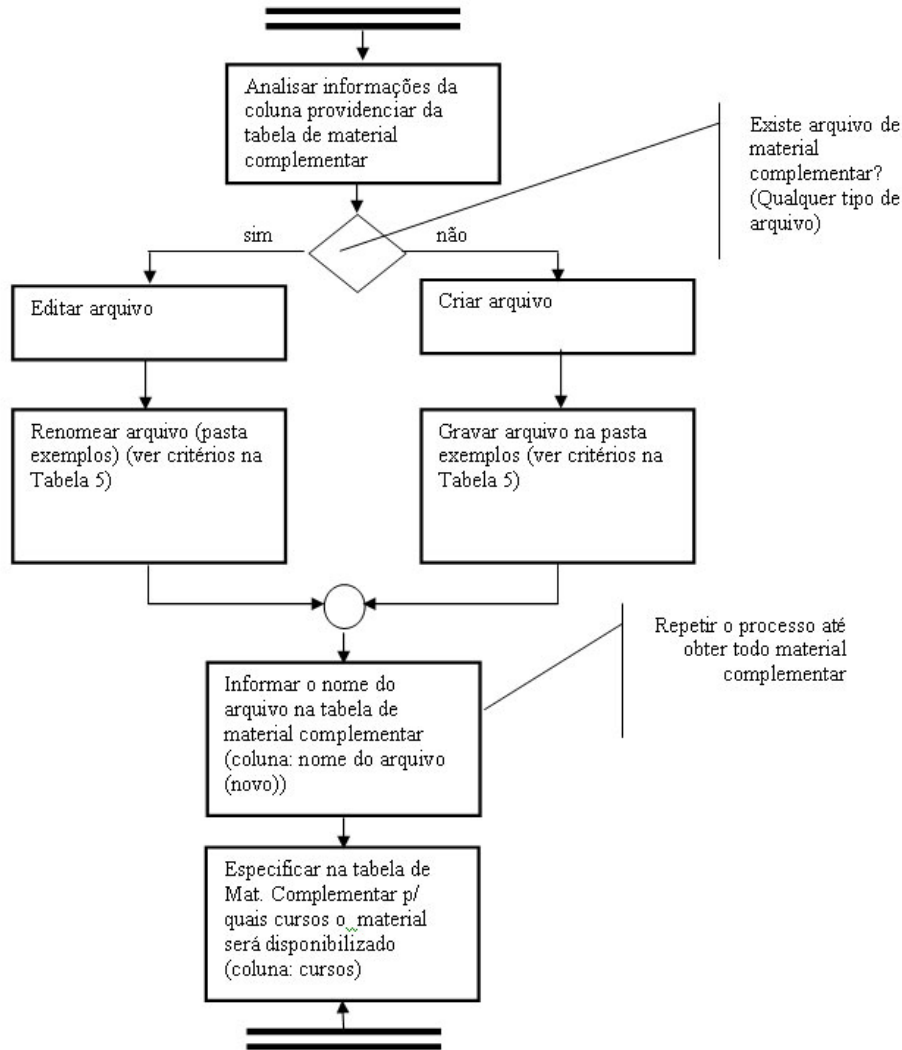 Analisar informações da
coluna providenciar da
tabela de material
complementar
Existe arquivo de
material
complementar?
(Qualquer tipo de
arquivo)
sim
não
Editar arquivo
Criar arquivo
Renomear arquivo (pasta
exemplos) (ver critérios na
Tabela 5)
Gravar arquivo na pasta
exemplos (ver critérios na
Tabela 5)
Repetir o processo até
obter todo material
complementar
Informar o nome do
arquivo na tabela de
material complementar
(coluna: nome do arquivo
(novo))
Especificar na tabela de
Mat. Complementar p/
quais cursos o material
será disponibilizado
(coluna: cursos)